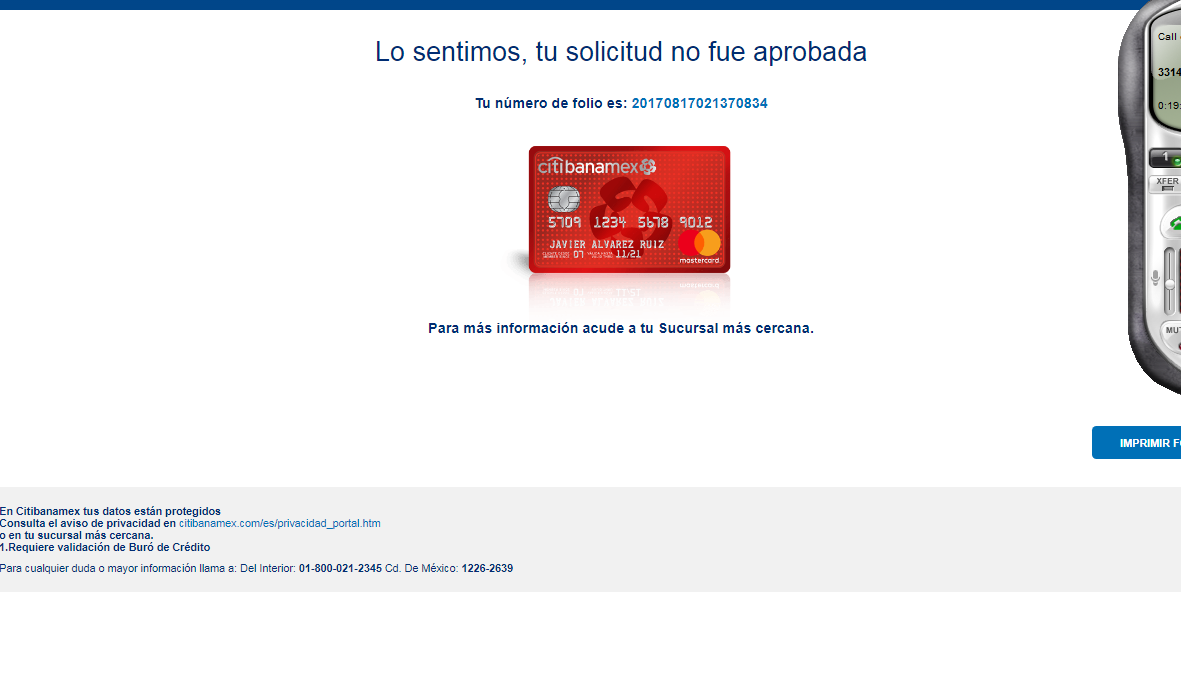 Lo sentimos, tu solicitud no fue aprobada
Tu número de folio es: 20170817021370834
citibanamex
5709 1234 5678 9012
JAVIER ALVAREZ RUIZ
07 11/21
mastercard
Para más información acude a tu Sucursal más cercana.
Call
3314
0:19:
1
XFER
MUT
IMPRIMIR FO
En Citibanamex tus datos están protegidos
Consulta el aviso de privacidad en citibanamex.com/es/privacidad_portal.htm
o en tu sucursal más cercana.
1.Requiere validación de Buró de Crédito
Para cualquier duda o mayor información llama a: Del Interior: 01-800-021-2345 Cd. De México: 1226-2639